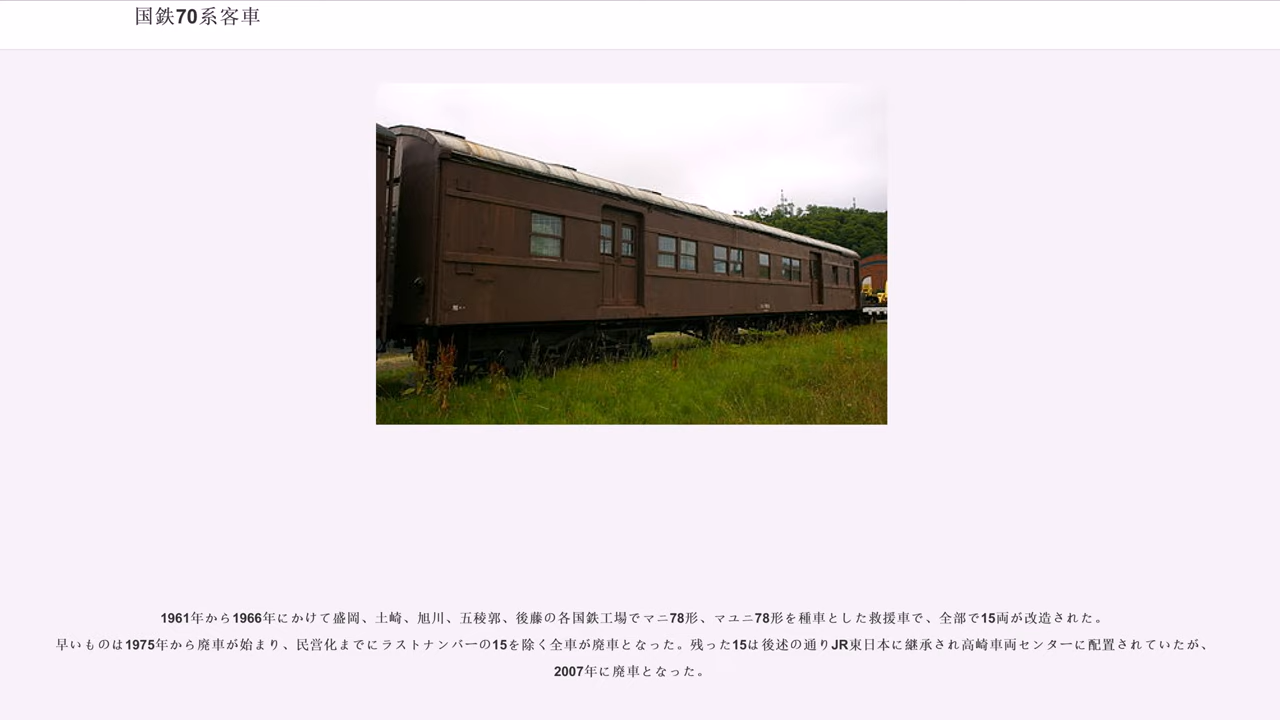 国鉄70系客車
1961年から1966年にかけて盛岡、土崎、旭川、五稜郭、後藤の各国鉄工場でマニ78形、マユニ78形を種車とした救援車で、全部で15両が改造された。
早いものは1975年から廃車が始まり、民営化までにラストナンバーの15を除く全車が廃車となった。残った15は後述の通りJR東日本に継承され高崎車両センターに配置されていたが、
2007年に廃車となった。